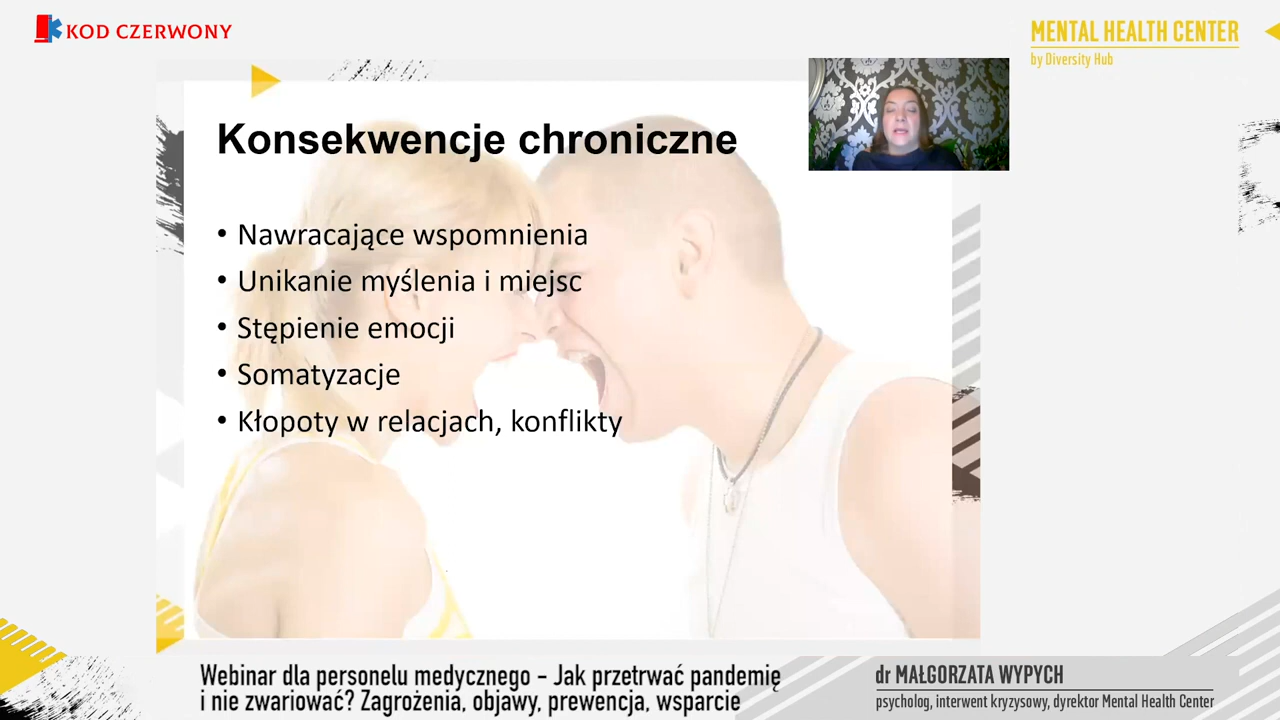 KOD CZERWONY
MENTAL HEALTH CENTER
by Diversity Hub
Konsekwencje chroniczne
• Nawracające wspomnienia
• Unikanie myślenia i miejsc
• Stępienie emocji
• Somatyzacje
• Kłopoty w relacjach, konflikty
Webinar dla personelu medycznego – Jak przetrwać pandemię
i nie zwariować? Zagrożenia, objawy, prewencja, wsparcie
dr MAŁGORZATA WYPYCH
psycholog, interwent kryzysowy, dyrektor Mental Health Center